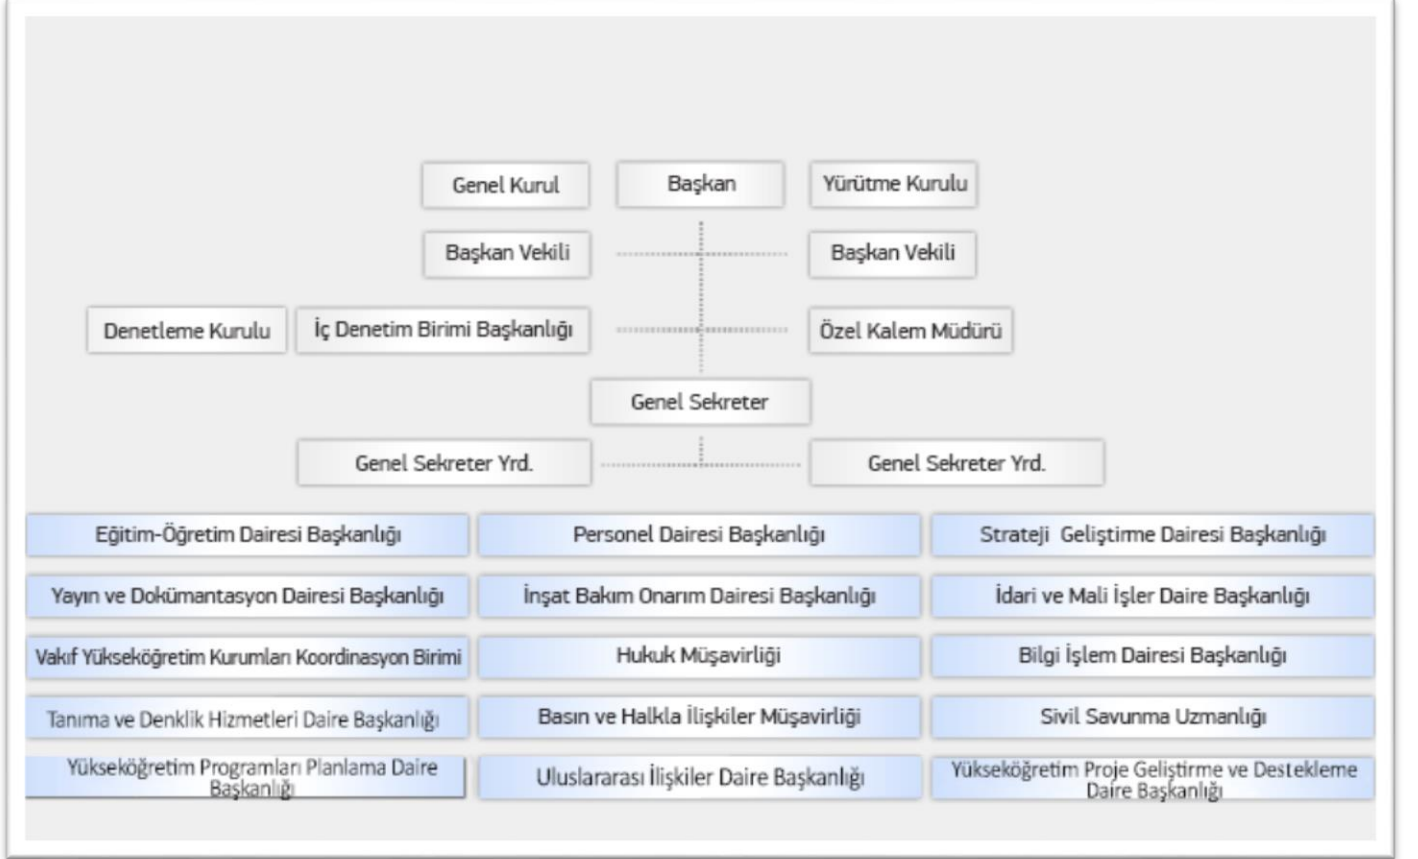 Genel Kurul
Başkan
Yürütme Kurulu
Başkan Vekili
Başkan Vekili
Denetleme Kurulu
İç Denetim Birimi Başkanlığı
Özel Kalem Müdürü
Genel Sekreter
Genel Sekreter Yrd.
Genel Sekreter Yrd.
Eğitim-Öğretim Dairesi Başkanlığı
Personel Dairesi Başkanlığı
Strateji Geliştirme Dairesi Başkanlığı
Yayın ve Dokümantasyon Dairesi Başkanlığı
İnşat Bakım Onarım Dairesi Başkanlığı
İdari ve Mali İşler Daire Başkanlığı
Vakıf Yükseköğretim Kurumları Koordinasyon Birimi
Hukuk Müşavirliği
Bilgi İşlem Dairesi Başkanlığı
Tanıma ve Denklik Hizmetleri Daire Başkanlığı
Basın ve Halkla İlişkiler Müşavirliği
Sivil Savunma Uzmanlığı
Yükseköğretim Programları Planlama Daire
Başkanlığı
Uluslararası İlişkiler Daire Başkanlığı
Yükseköğretim Proje Geliştirme ve Destekleme
Daire Başkanlığı